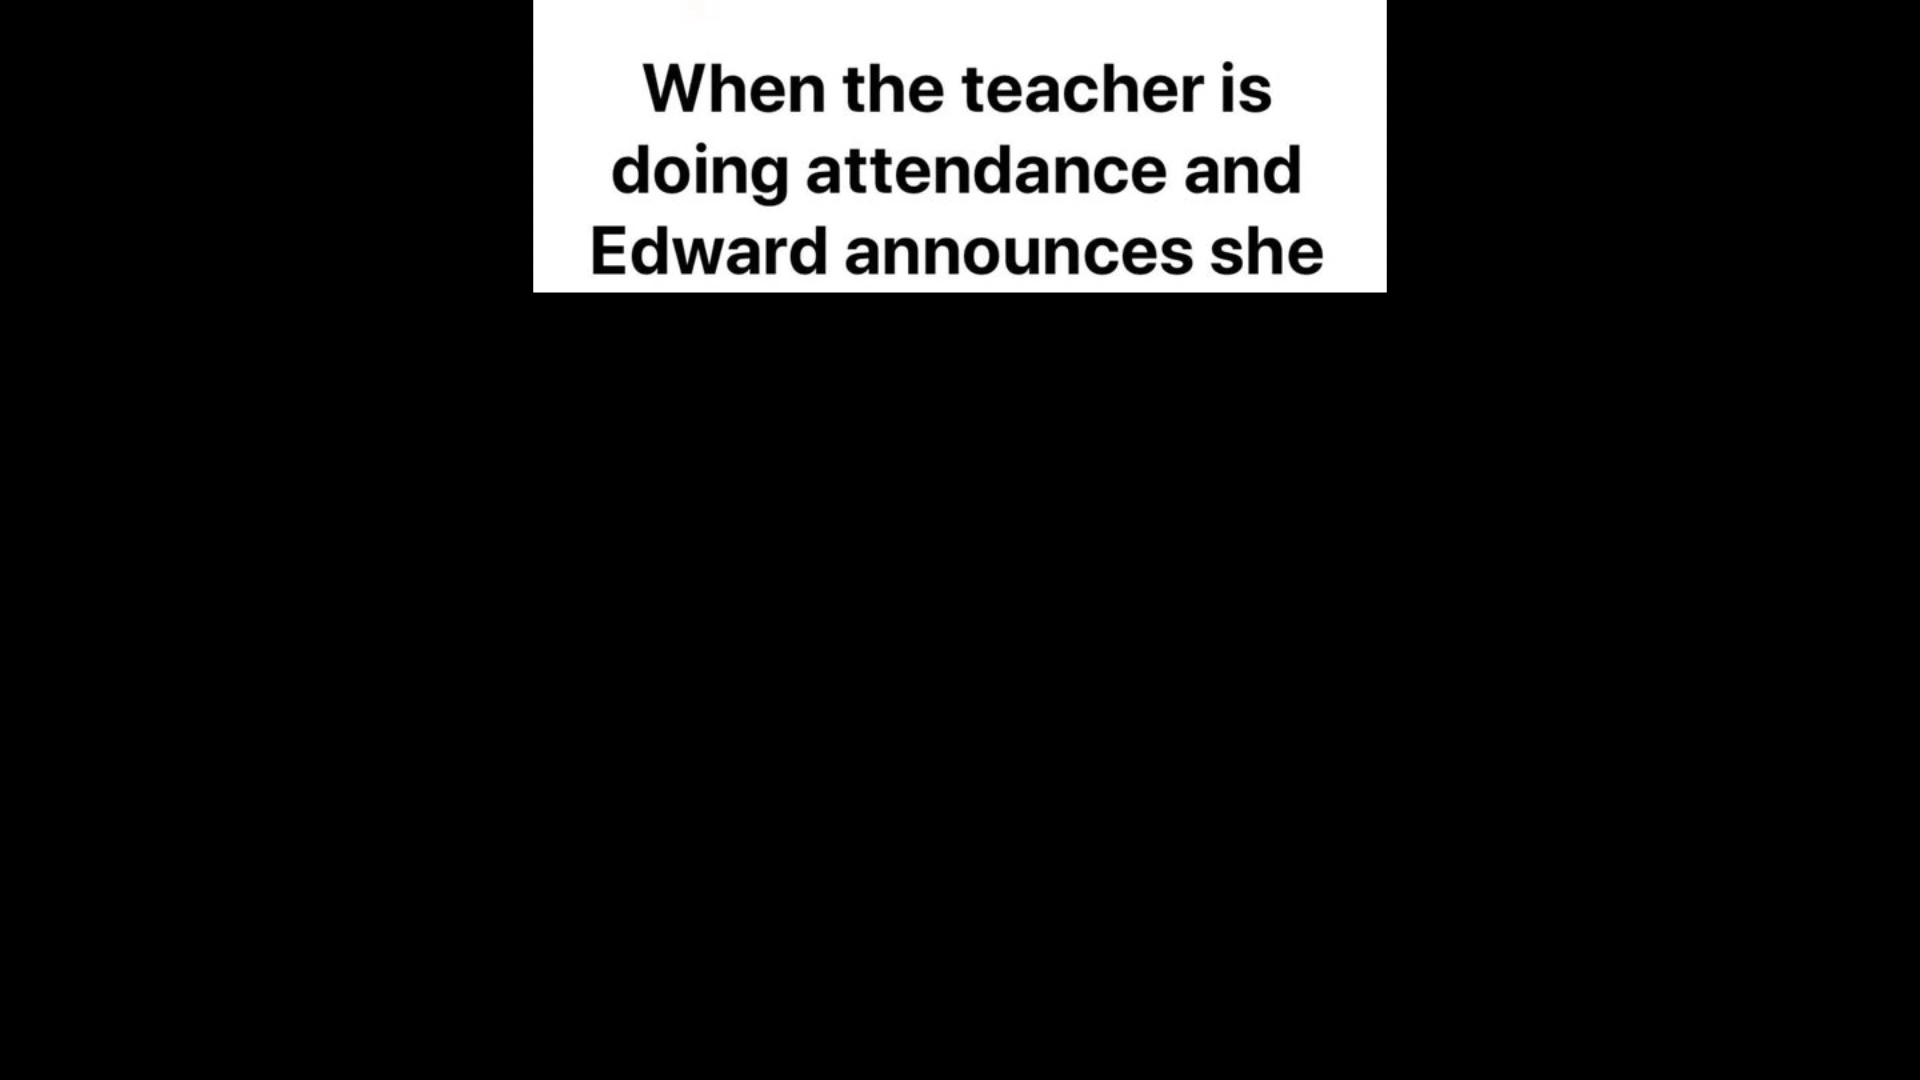 When the teacher is
doing attendance and
Edward announces she